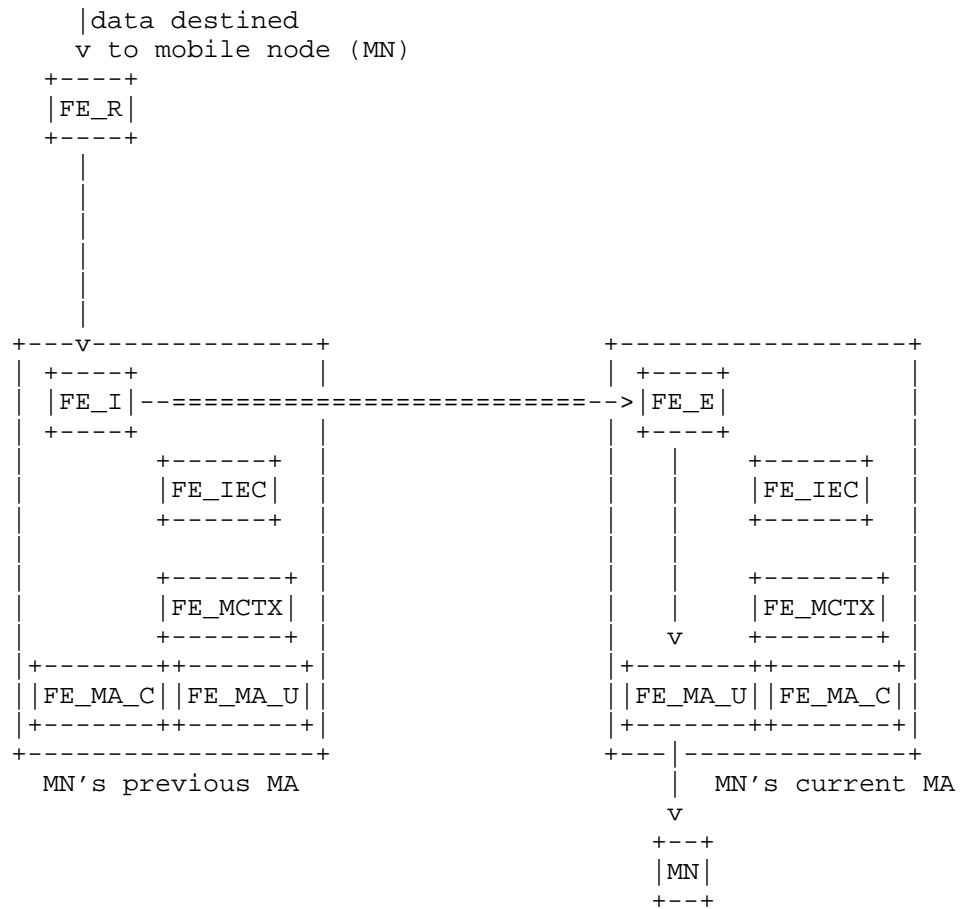 data destined
to mobile node (MN)
FE_R
FE_I
FE_E
FE_IEC
FE_IEC
FE_MCTX
FE_MCTX
FE_MA_C FE_MA_U FE_MA_U FE_MA_C
MN's previous MA MN's current MA
MN